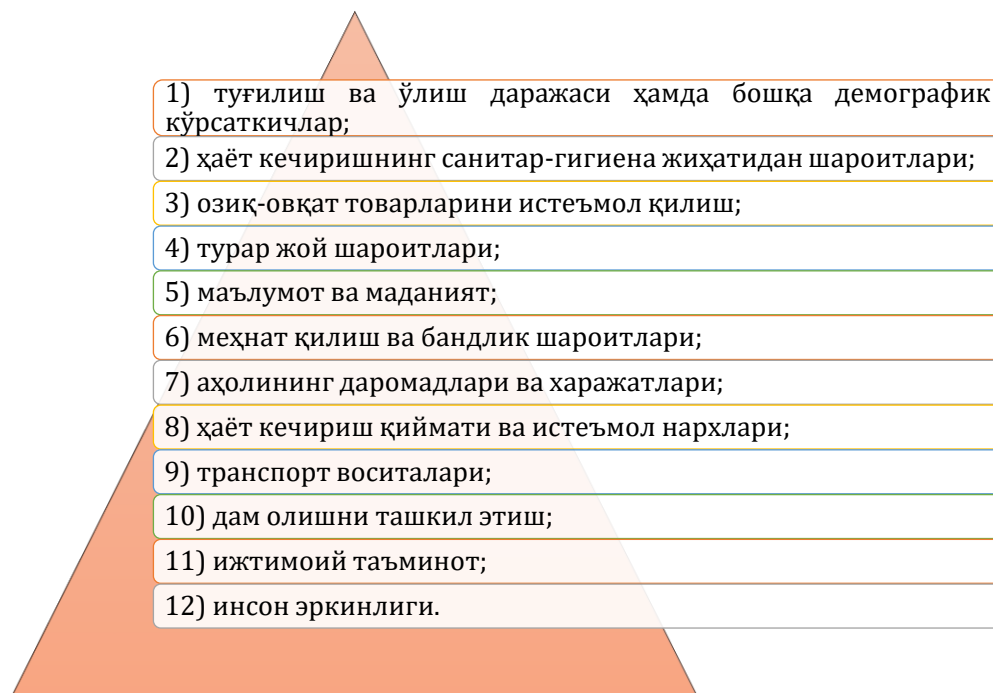 1) туғилиш ва ўлиш даражаси ҳамда бошқа демографик
кўрсаткичлар;
2) ҳаёт кечиришнинг санитар-гигиена жиҳатидан шароитлари;
3) озиқ-овқат товарларини истеъмол қилиш;
4) турар жой шароитлари;
5) маълумот ва маданият;
6) меҳнат қилиш ва бандлик шароитлари;
7) аҳолининг даромадлари ва харажатлари;
8) ҳаёт кечириш қиймати ва истеъмол нархлари;
9) транспорт воситалари;
10) дам олишни ташкил этиш;
11) ижтимоий таъминот;
12) инсон эркинлиги.